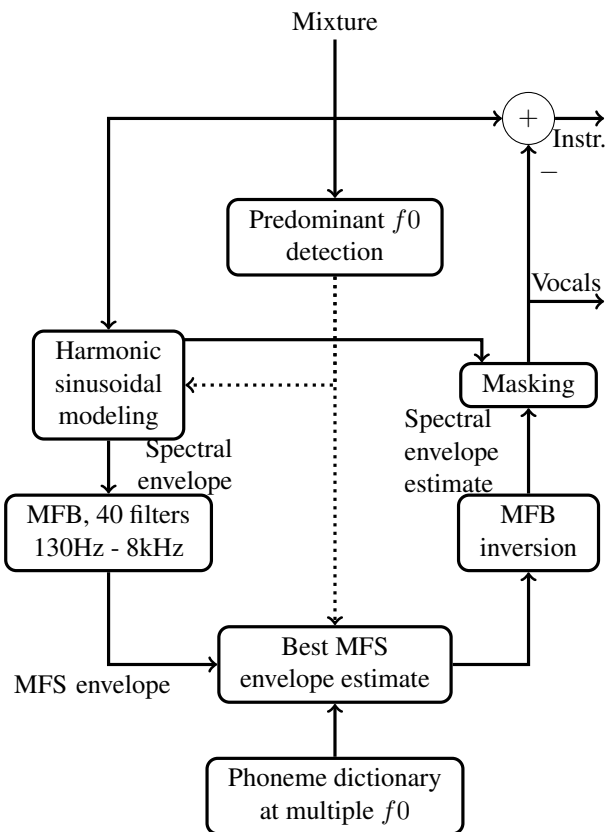 Mixture
+
Instr.
−
Predominant f0
detection
Vocals
Harmonic
sinusoidal
modeling
Masking
Spectral
envelope
Spectral
envelope
estimate
MFB, 40 filters
130Hz - 8kHz
MFB
inversion
Best MFS
envelope estimate
MFS envelope
Phoneme dictionary
at multiple f0